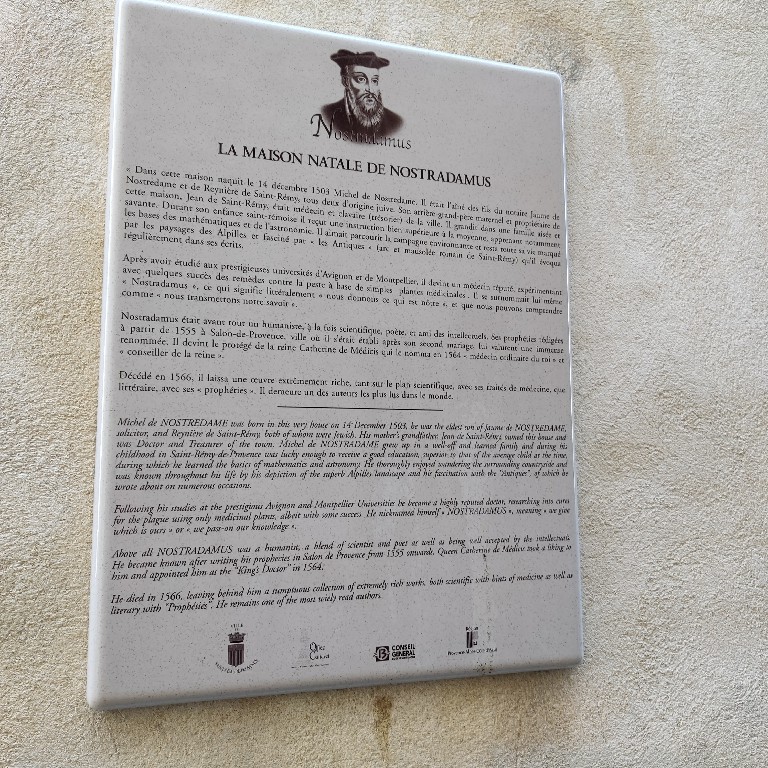 Nostradamus
LA MAISON NATALE DE NOSTRADAMUS
« Dans cette maison naquit le 14 décembre 1503 Michel de Nostredame. Il était l'aîné des fils du notaire Jaume de
Nostredame et de Reynière de Saint-Rémy, tous deux d'origine juive. Son arrière-grand-père maternel et propriétaire de
cette maison, Jean de Saint-Rémy, était médecin et clavaire (trésorier) de la ville. Il grandit dans une famille aisée et
savante. Durant son enfance saint-rémoise il reçut une instruction bien supérieure à la moyenne, apprenant notamment
les bases des mathématiques et de l'astronomie. Il aimait parcourir la campagne environnante et resta toute sa vie marqué
par les paysages des Alpilles et fasciné par « les Antiques » (arc et mausolée romain de Saint-Rémy) qu'il évoqua
régulièrement dans ses écrits.
Après avoir étudié aux prestigieuses universités d'Avignon et de Montpellier, il devint un médecin réputé, expérimentant
avec quelques succès des remèdes contre la peste à base de simples plantes médicinales. Il se surnommait lui même
« Nostradamus », ce qui signifie littéralement « nous donnons ce qui est nôtre », et que nous pouvons comprendre
comme « nous transmettons notre savoir ».
Nostradamus était avant tout un humaniste, à la fois scientifique, poète, et ami des intellectuels. Ses prophéties rédigées
à partir de 1555 à Salon-de-Provence, ville où il s'était établi après son second mariage, lui valurent une immense
renommée. Il devint le protégé de la reine Catherine de Médicis qui le nomma en 1564 « médecin ordinaire du roi » et
« conseiller de la reine ».
Décédé en 1566, il laissa une œuvre extrêmement riche, tant sur le plan scientifique, avec ses traités de médecine, que
littéraire, avec ses « prophéties ». Il demeure un des auteurs les plus lus dans le monde.
Michel de NOSTREDAME was born in this very house on 14 December 1503, he was the eldest son of Jaume de NOSTREDAME,
solicitor, and Reynière de Saint-Rémy, both of whom were Jewish. His mother's grandfather, Jean de Saint-Rémy, owned this house and
was Doctor and Treasurer of the town. Michel de NOSTRADAME grew up in a well-off and learned family and during his
childhood in Saint-Rémy-de-Provence was lucky enough to receive a good education, superior to that of the average child at the time,
during which he learned the basics of mathematics and astronomy. He thoroughly enjoyed wandering the surrounding countryside and
was known throughout his life by his depiction of the superb Alpilles landscape and his fascination with the "Antiques", of which he
wrote about on numerous occasions.
Following his studies at the prestigious Avignon and Montpellier Universities he become a highly reputed doctor, researching into cures
for the plague using only medicinal plants, albeit with some success. He nicknamed himself « NOSTRADAMUS », meaning « we give
which is ours » or « we pass-on our knowledge ».
Above all NOSTRADAMUS was a humanist, a blend of scientist and poet as well as being well accepted by the intellectuals.
He became known after writing his prophecies in Salon de Provence from 1555 onwards. Queen Catherine de Médicis took a liking to
him and appointed him as the "King's Doctor" in 1564.
He died in 1566, leaving behind him a sumptuous collection of extremely rich works, both scientific with hints of medicine as well as
literary with "Prophésies". He remains one of the most widely read authors.
CONSEIL
GENERAL